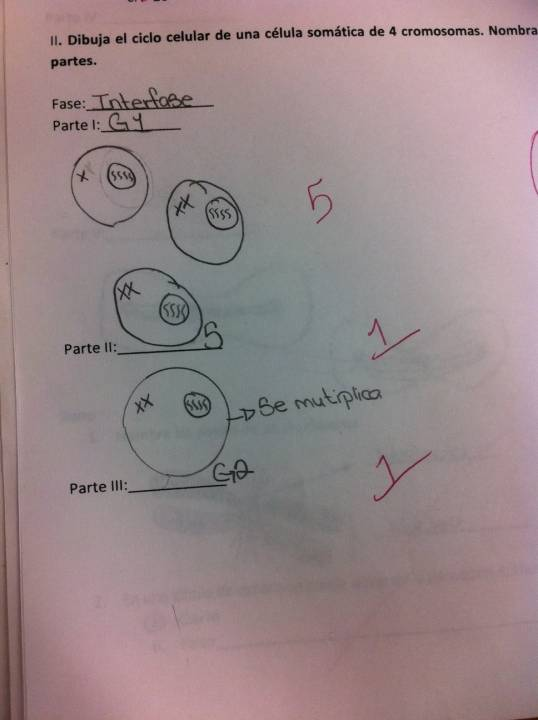 II. Dibuja el ciclo celular de una célula somática de 4 cromosomas. Nombra
partes.
Fase: Interfase
Parte I: G1
5
Parte II: S
1
Se mutiplica
Parte III: G2
1